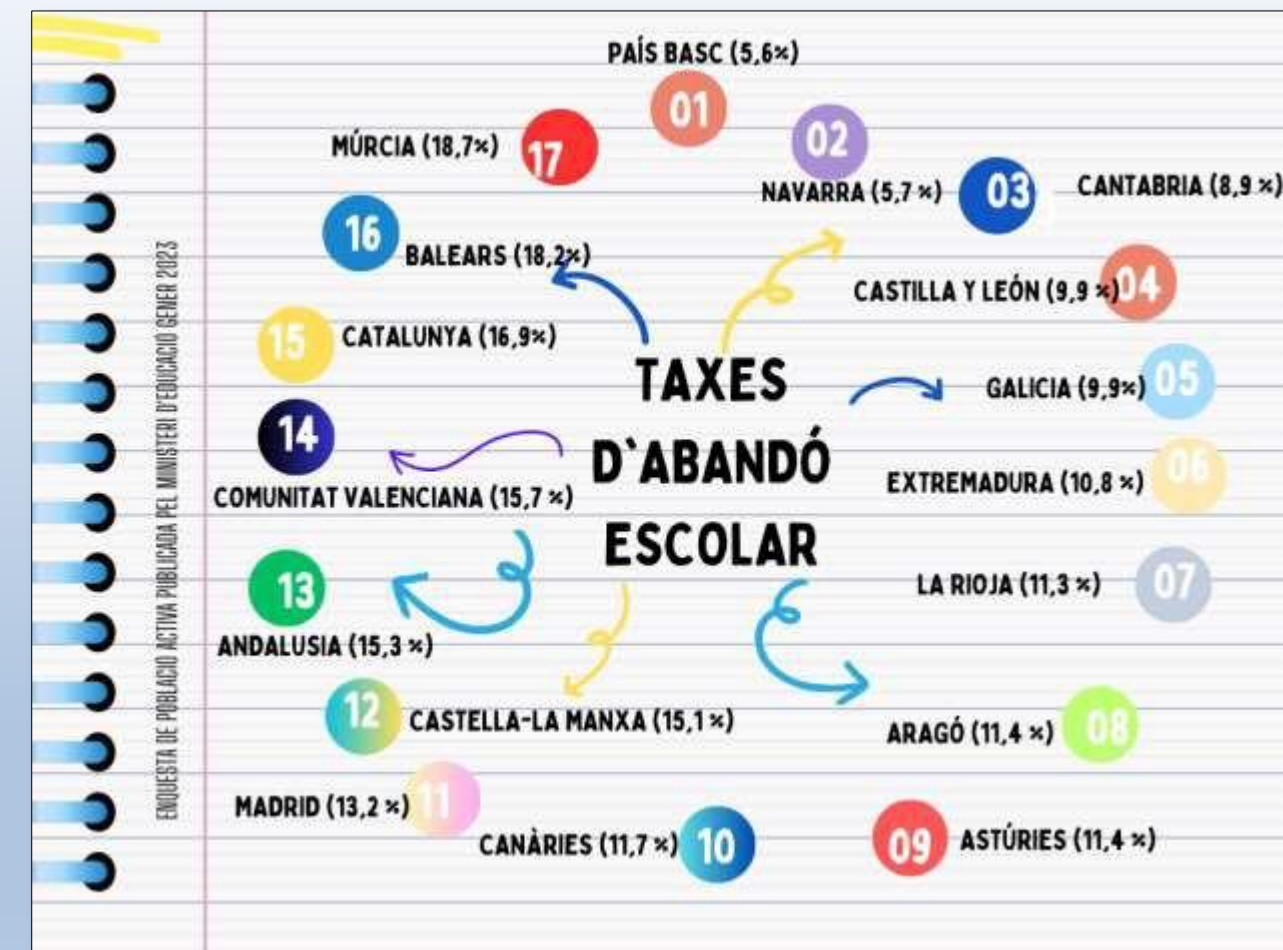 TAXES
D`ABANDÓ
ESCOLAR
PAÍS BASC (5,6%)
01
02
NAVARRA (5,7 %)
03
CANTABRIA (8,9 %)
CASTILLA Y LEÓN (9,9 %)
04
GALICIA (9,9%)
05
EXTREMADURA (10,8 %)
06
LA RIOJA (11,3 %)
07
ARAGÓ (11,4 %)
08
09
ASTÚRIES (11,4 %)
CANÀRIES (11,7 %)
10
MADRID (13,2 %)
11
12
CASTELLA-LA MANXA (15,1 %)
13
ANDALUSIA (15,3 %)
14
COMUNITAT VALENCIANA (15,7 %)
15
CATALUNYA (16,9%)
16
BALEARS (18,2%)
MÚRCIA (18,7%)
17
ENQUESTA DE POBLACIÓ ACTIVA PUBLICADA PEL MINISTERI D'EDUCACIÓ GENER 2023